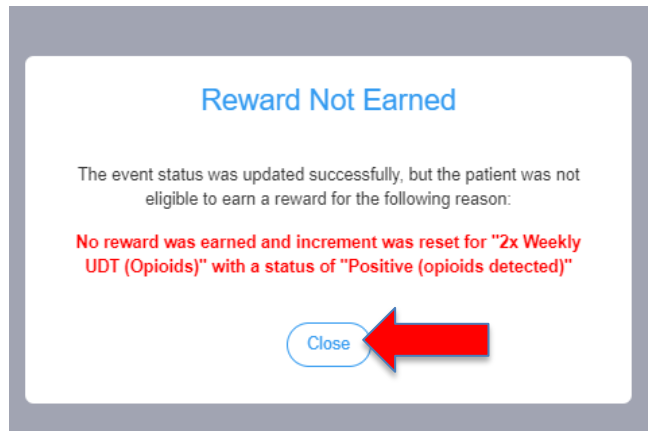 Reward Not Earned
The event status was updated successfully, but the patient was not
eligible to earn a reward for the following reason:
No reward was earned and increment was reset for "2x Weekly
UDT (Opioids)" with a status of "Positive (opioids detected)"
Close